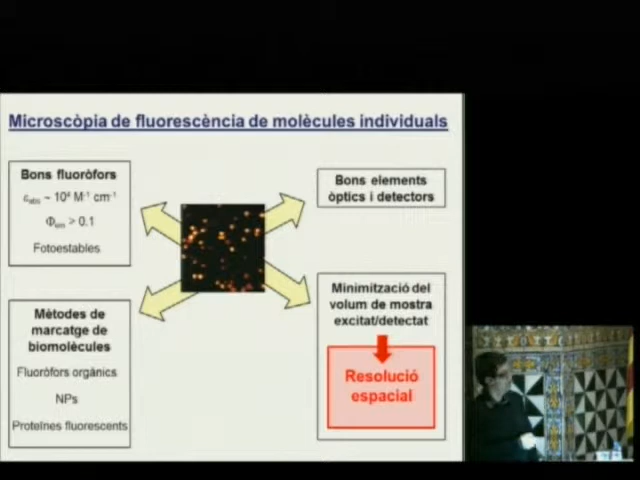 Microscòpia de fluorescència de molècules individuals
Bons fluoròfors
εabs ~ 10⁴ M⁻¹ cm⁻¹
Φem > 0.1
Fotoestables
Bons elements
òptics i detectors
Mètodes de
marcatge de
biomolècules
Fluoròfors orgànics
NPs
Proteïnes fluorescents
Minimització del
volum de mostra
excitat/detectat
Resolució
espacial